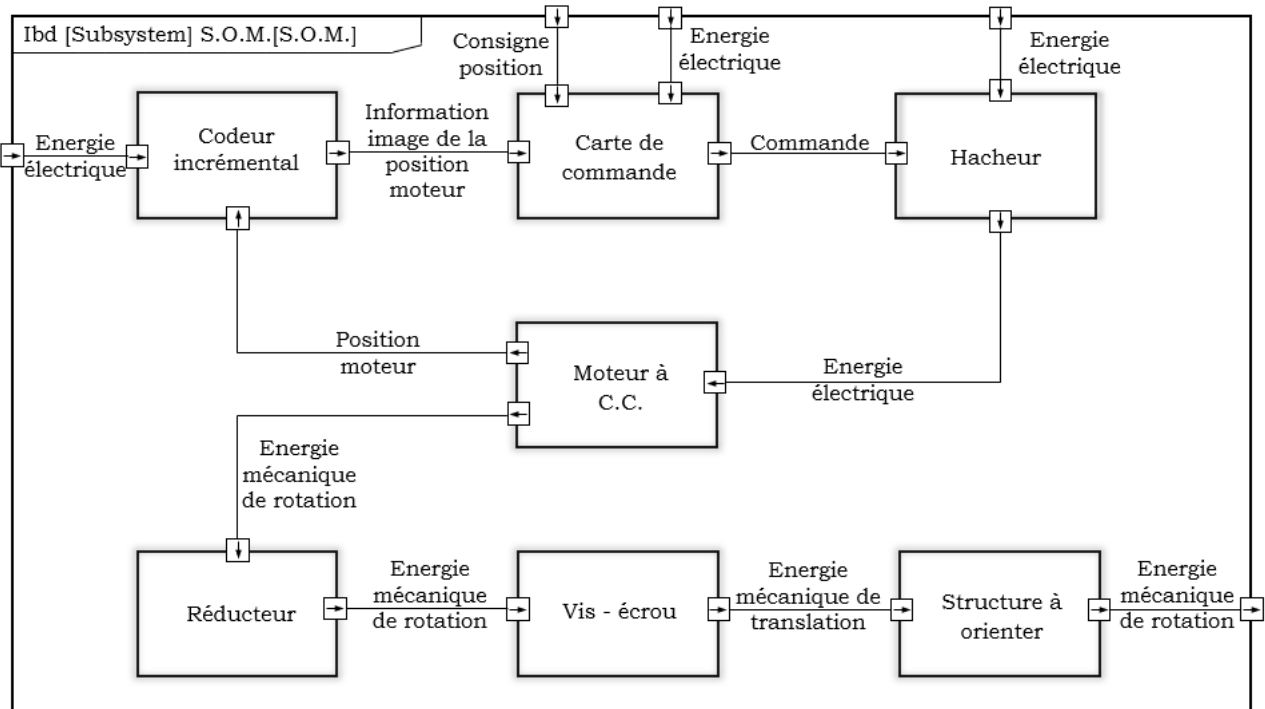 Ibd [Subsystem] S.O.M.[S.O.M.]
Consigne
position
Energie
électrique
Energie
électrique
Energie
électrique
Codeur
incrémental
Information
image de la
position
moteur
Carte de
commande
Commande
Hacheur
Position
moteur
Moteur à
C.C.
Energie
électrique
Energie
mécanique
de rotation
Réducteur
Energie
mécanique
de rotation
Vis - écrou
Energie
mécanique de
translation
Structure à
orienter
Energie
mécanique
de rotation